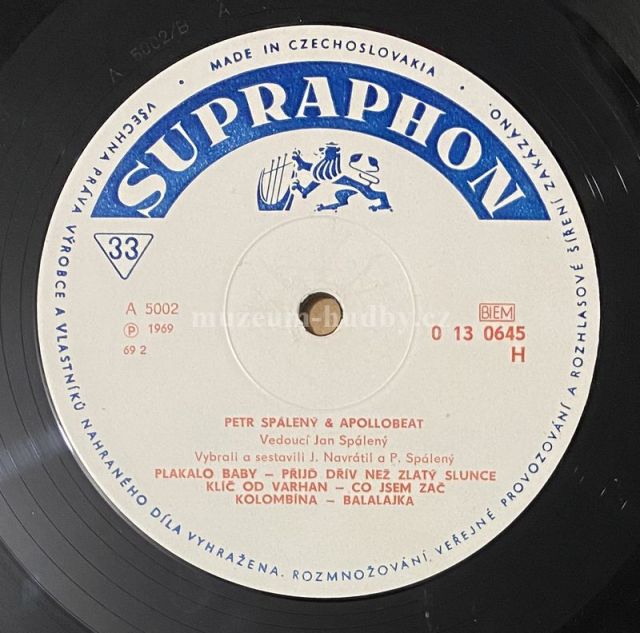 A 5002/B A
• MADE IN CZECHOSLOVAKIA •
SUPRAPHON
VŠECHNA PRÁVA VÝROBCE A VLASTNÍKŮ NAHRANÉHO DÍLA VYHRAŽENA. ROZMNOŽOVÁNÍ, VEŘEJNÉ PROVOZOVÁNÍ A ROZHLASOVÉ ŠÍŘENÍ ZAKÁZÁNO.
33
A 5002
Ⓟ 1969
69 2
BIEM
0 13 0645
H
muzeum-hudby.cz
PETR SPÁLENÝ & APOLLOBEAT
Vedoucí Jan Spálený
Vybrali a sestavili J. Navrátil a P. Spálený
PLAKALO BABY – PŘIJĎ DŘÍV NEŽ ZLATÝ SLUNCE
KLÍČ OD VARHAN – CO JSEM ZAČ
KOLOMBÍNA – BALALAJKA